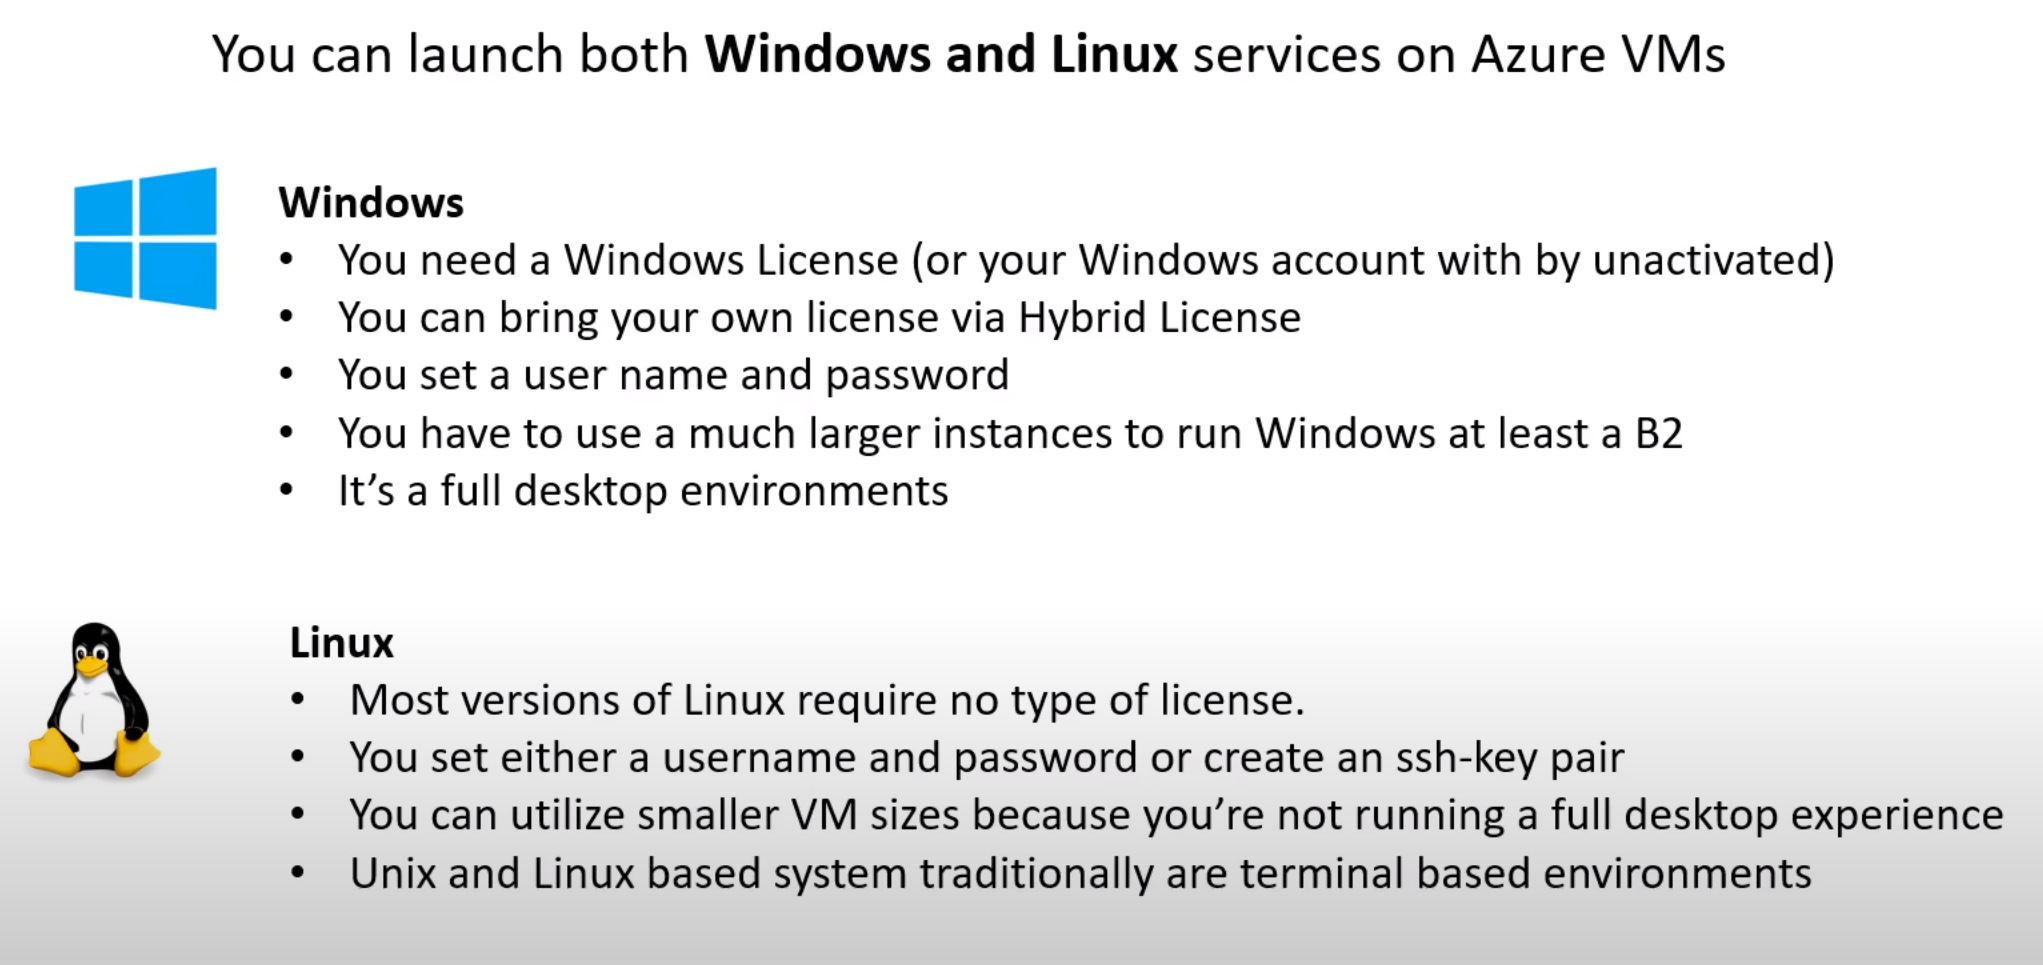 You can launch both Windows and Linux services on Azure VMs
Windows
• You need a Windows License (or your Windows account with by unactivated)
• You can bring your own license via Hybrid License
• You set a user name and password
• You have to use a much larger instances to run Windows at least a B2
• It’s a full desktop environments
Linux
• Most versions of Linux require no type of license.
• You set either a username and password or create an ssh-key pair
• You can utilize smaller VM sizes because you’re not running a full desktop experience
• Unix and Linux based system traditionally are terminal based environments